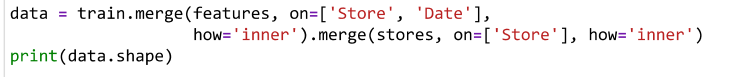 data = train.merge(features, on=['Store', 'Date'],
how='inner').merge(stores, on=['Store'], how='inner')
print(data.shape)